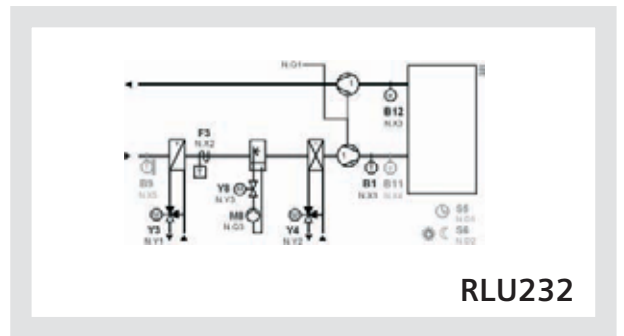 N.Q1
B12
N.X3
F3
N.X2
B5
N.X5
Y8
N.Y3
B1
B11
N.X4
M8
N.Q3
Y3
N.Y1
Y4
N.Y2
S5
N.D1
S6
N.D2
RLU232